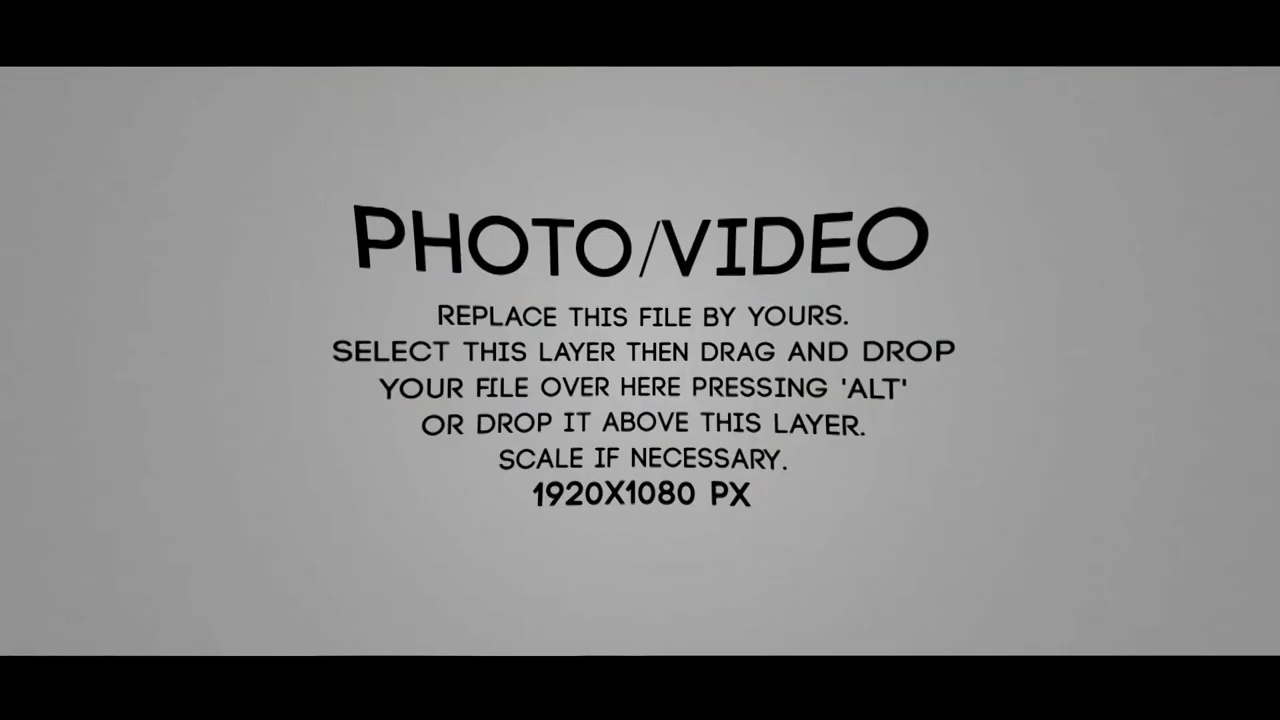 PHOTO/VIDEO
REPLACE THIS FILE BY YOURS.
SELECT THIS LAYER THEN DRAG AND DROP
YOUR FILE OVER HERE PRESSING 'ALT'
OR DROP IT ABOVE THIS LAYER.
SCALE IF NECESSARY.
1920X1080 PX